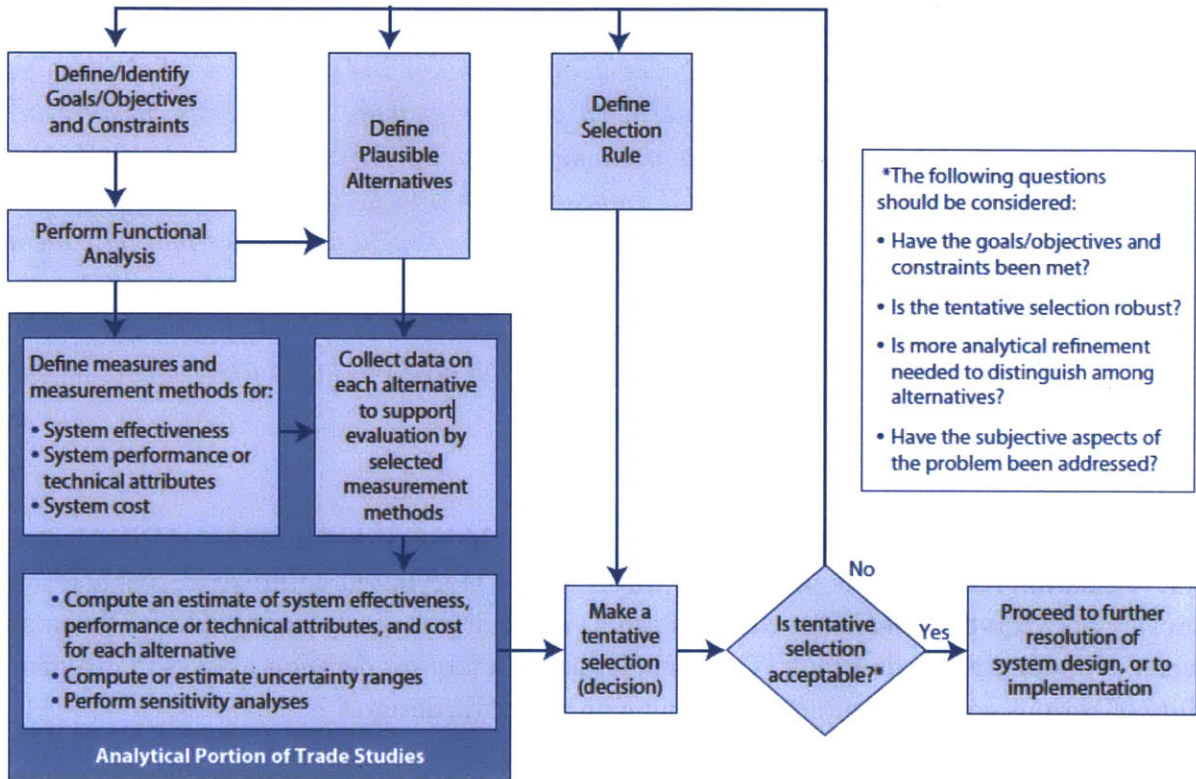 Define/Identify
Goals/Objectives
and Constraints
Define
Plausible
Alternatives
Define
Selection
Rule
Perform Functional
Analysis
*The following questions
should be considered:
• Have the goals/objectives and
constraints been met?
• Is the tentative selection robust?
• Is more analytical refinement
needed to distinguish among
alternatives?
• Have the subjective aspects of
the problem been addressed?
Define measures and
measurement methods for:
• System effectiveness
• System performance or
technical attributes
• System cost
Collect data on
each alternative
to support
evaluation by
selected
measurement
methods
• Compute an estimate of system effectiveness,
performance or technical attributes, and cost
for each alternative
• Compute or estimate uncertainty ranges
• Perform sensitivity analyses
Analytical Portion of Trade Studies
Make a
tentative
selection
(decision)
Is tentative
selection
acceptable?*
No
Yes
Proceed to further
resolution of
system design, or to
implementation